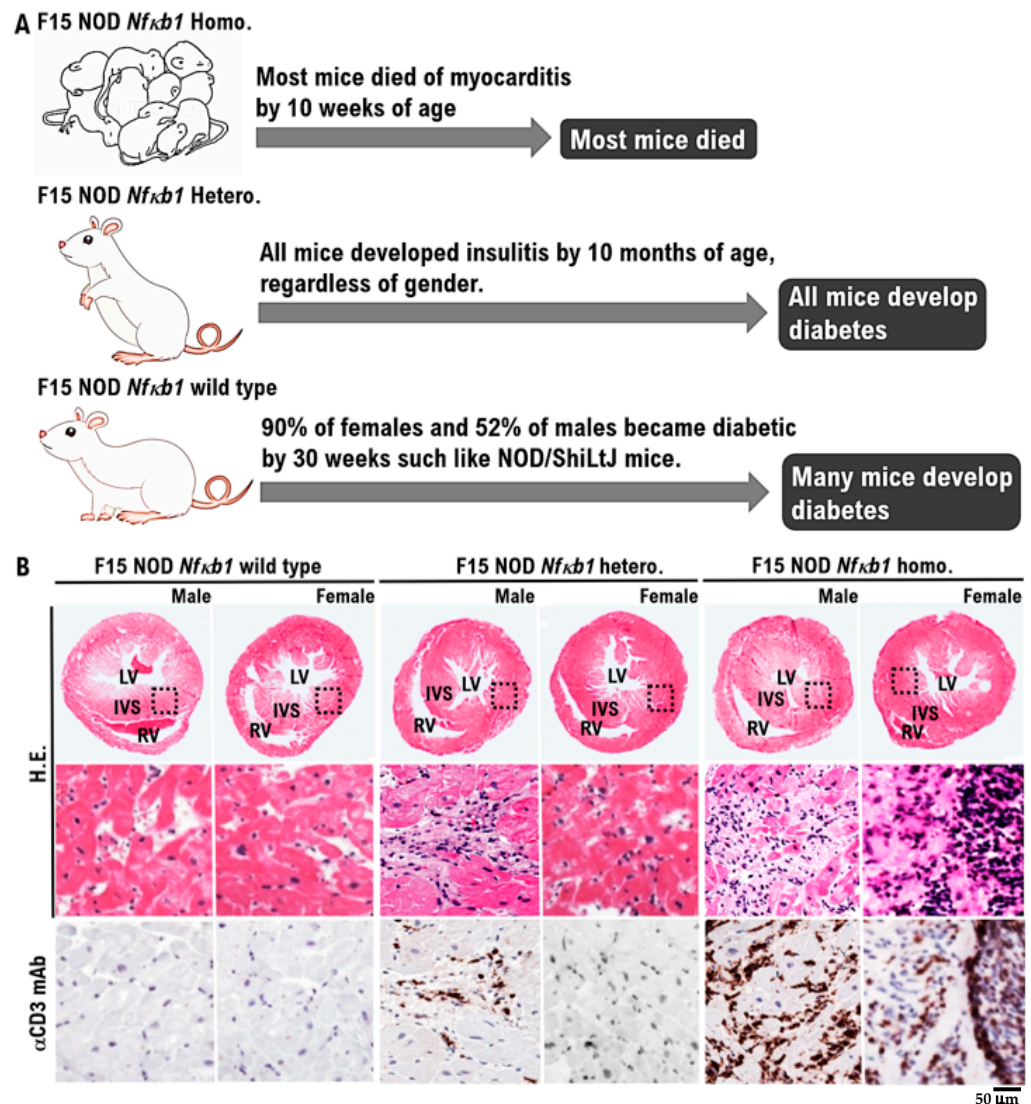 A F15 NOD Nfκb1 Homo.
Most mice died of myocarditis
by 10 weeks of age
Most mice died
F15 NOD Nfκb1 Hetero.
All mice developed insulitis by 10 months of age,
regardless of gender.
All mice develop
diabetes
F15 NOD Nfκb1 wild type
90% of females and 52% of males became diabetic
by 30 weeks such like NOD/ShiLtJ mice.
Many mice develop
diabetes
B F15 NOD Nfκb1 wild type F15 NOD Nfκb1 hetero. F15 NOD Nfκb1 homo.
Male Female Male Female Male Female
H.E.
LV IVS RV
LV IVS RV
LV IVS RV
LV IVS RV
LV IVS RV
LV IVS RV
αCD3 mAb
50 μm